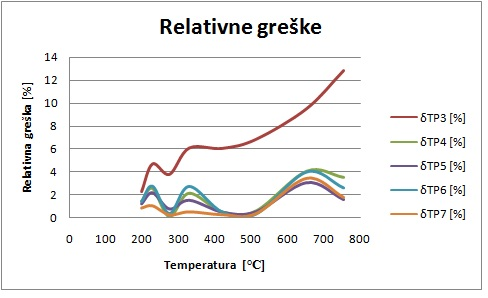 Relativne greške
Relativna greška [%]
14
12
10
8
6
4
2
0
0 100 200 300 400 500 600 700 800
Temperatura [°C]
δTP3 [%]
δTP4 [%]
δTP5 [%]
δTP6 [%]
δTP7 [%]